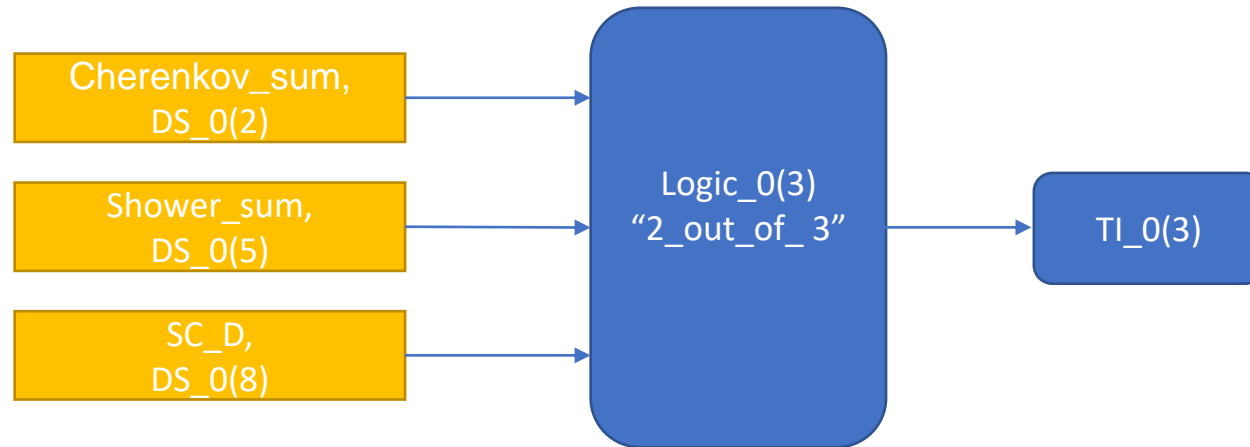 Cherenkov_sum,
DS_0(2)
Shower_sum,
DS_0(5)
SC_D,
DS_0(8)
Logic_0(3)
“2_out_of_ 3”
TI_0(3)